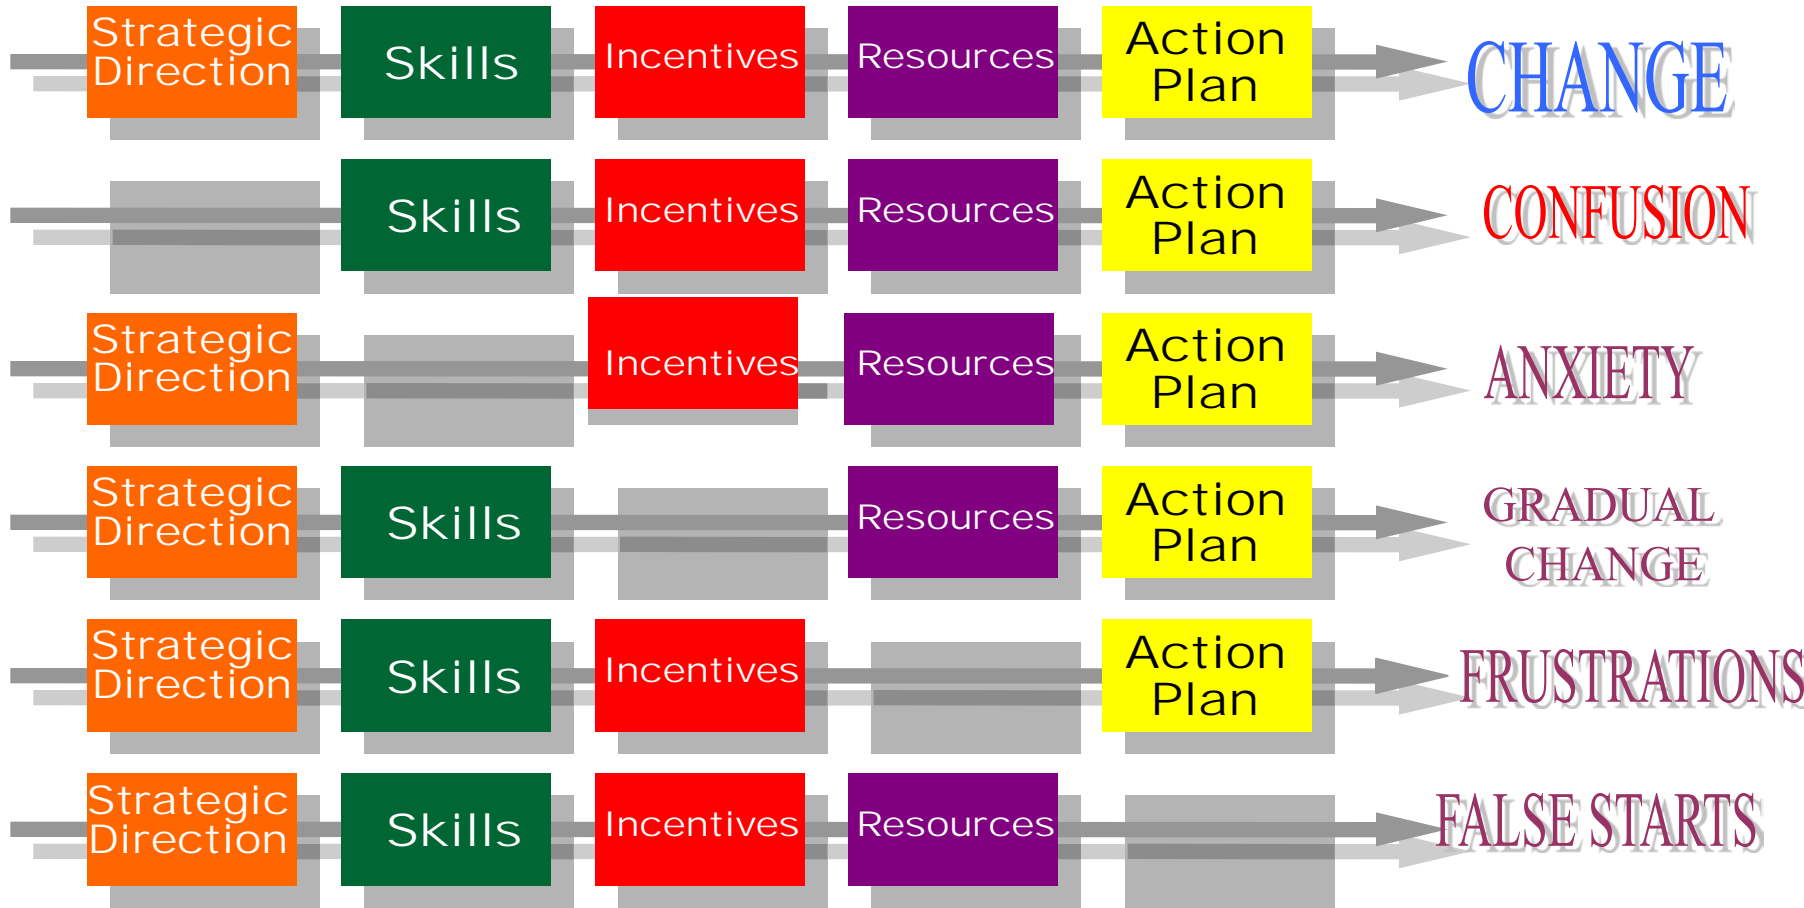 Strategic
Direction
Skills
Incentives
Resources
Action
Plan
CHANGE
Skills
Incentives
Resources
Action
Plan
CONFUSION
Strategic
Direction
Incentives
Resources
Action
Plan
ANXIETY
Strategic
Direction
Skills
Resources
Action
Plan
GRADUAL
CHANGE
Strategic
Direction
Skills
Incentives
Action
Plan
FRUSTRATIONS
Strategic
Direction
Skills
Incentives
Resources
FALSE STARTS